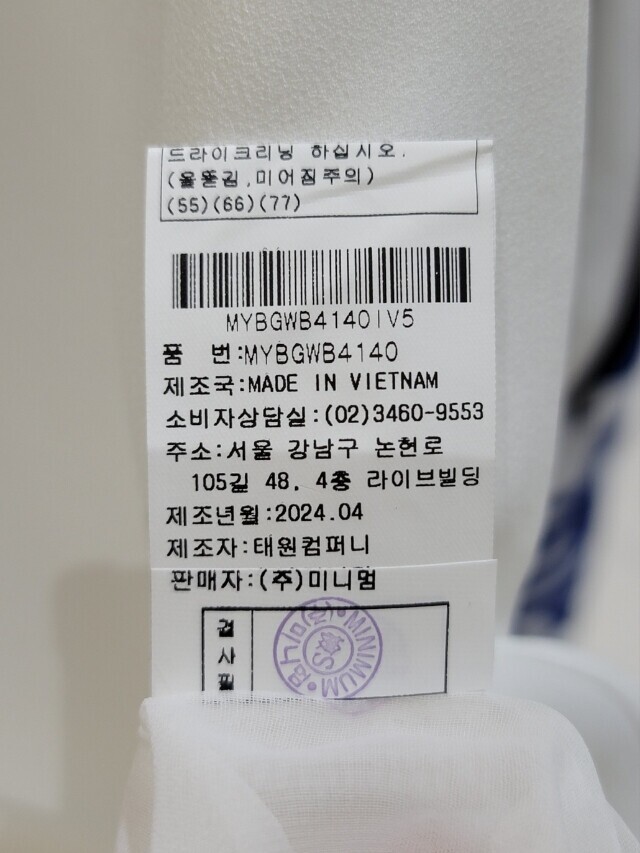 드라이크리닝 하십시오.
(올뜯김,미어짐주의)
(55)(66)(77)
MYBGWB4140IV5
품 번:MYBGWB4140
제조국:MADE IN VIETNAM
소비자상담실:(02)3460-9553
주소:서울 강남구 논현로
105길 48, 4층 라이브빌딩
제조년월:2024.04
제조자:태원컴퍼니
판매자:(주)미니멈
검사필
(주)미니멈·MINIMUM·